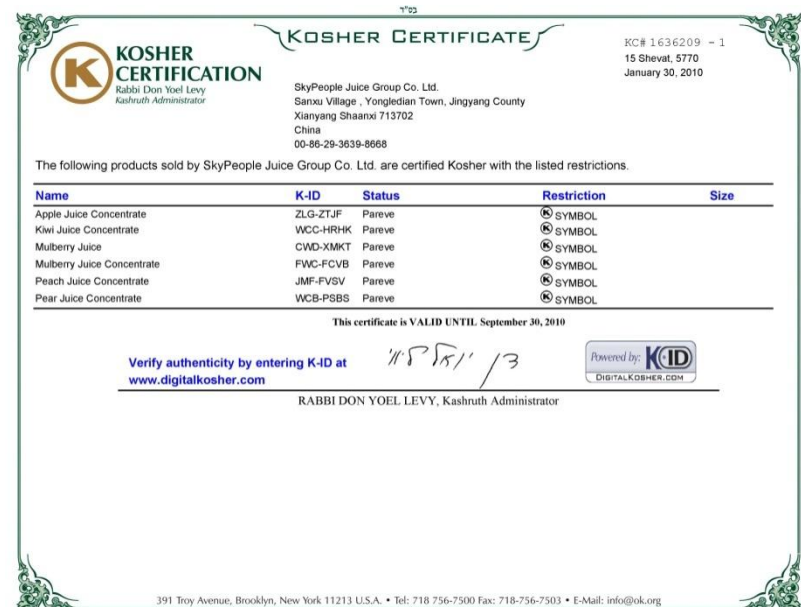 בס"ד
KOSHER CERTIFICATE
KOSHER
CERTIFICATION
Rabbi Don Yoel Levy
Kashruth Administrator
KC# 1636209 - 1
15 Shevat, 5770
January 30, 2010
SkyPeople Juice Group Co. Ltd.
Sanxu Village , Yongledian Town, Jingyang County
Xianyang Shaanxi 713702
China
00-86-29-3639-8668
The following products sold by SkyPeople Juice Group Co. Ltd. are certified Kosher with the listed restrictions.
Name K-ID Status Restriction Size
Apple Juice Concentrate ZLG-ZTJF Pareve K SYMBOL
Kiwi Juice Concentrate WCC-HRHK Pareve K SYMBOL
Mulberry Juice CWD-XMKT Pareve K SYMBOL
Mulberry Juice Concentrate FWC-FCVB Pareve K SYMBOL
Peach Juice Concentrate JMF-FVSV Pareve K SYMBOL
Pear Juice Concentrate WCB-PSBS Pareve K SYMBOL
This certificate is VALID UNTIL September 30, 2010
Verify authenticity by entering K-ID at
www.digitalkosher.com
דן יואל לוי
Powered by: K-ID
DIGITALKOSHER.COM
RABBI DON YOEL LEVY, Kashruth Administrator
391 Troy Avenue, Brooklyn, New York 11213 U.S.A. • Tel: 718 756-7500 Fax: 718-756-7503 • E-Mail: info@ok.org